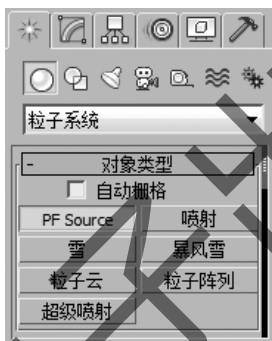 粒子系统
- 对象类型
自动栅格
PF Source 喷射
雪 暴风雪
粒子云 粒子阵列
超级喷射